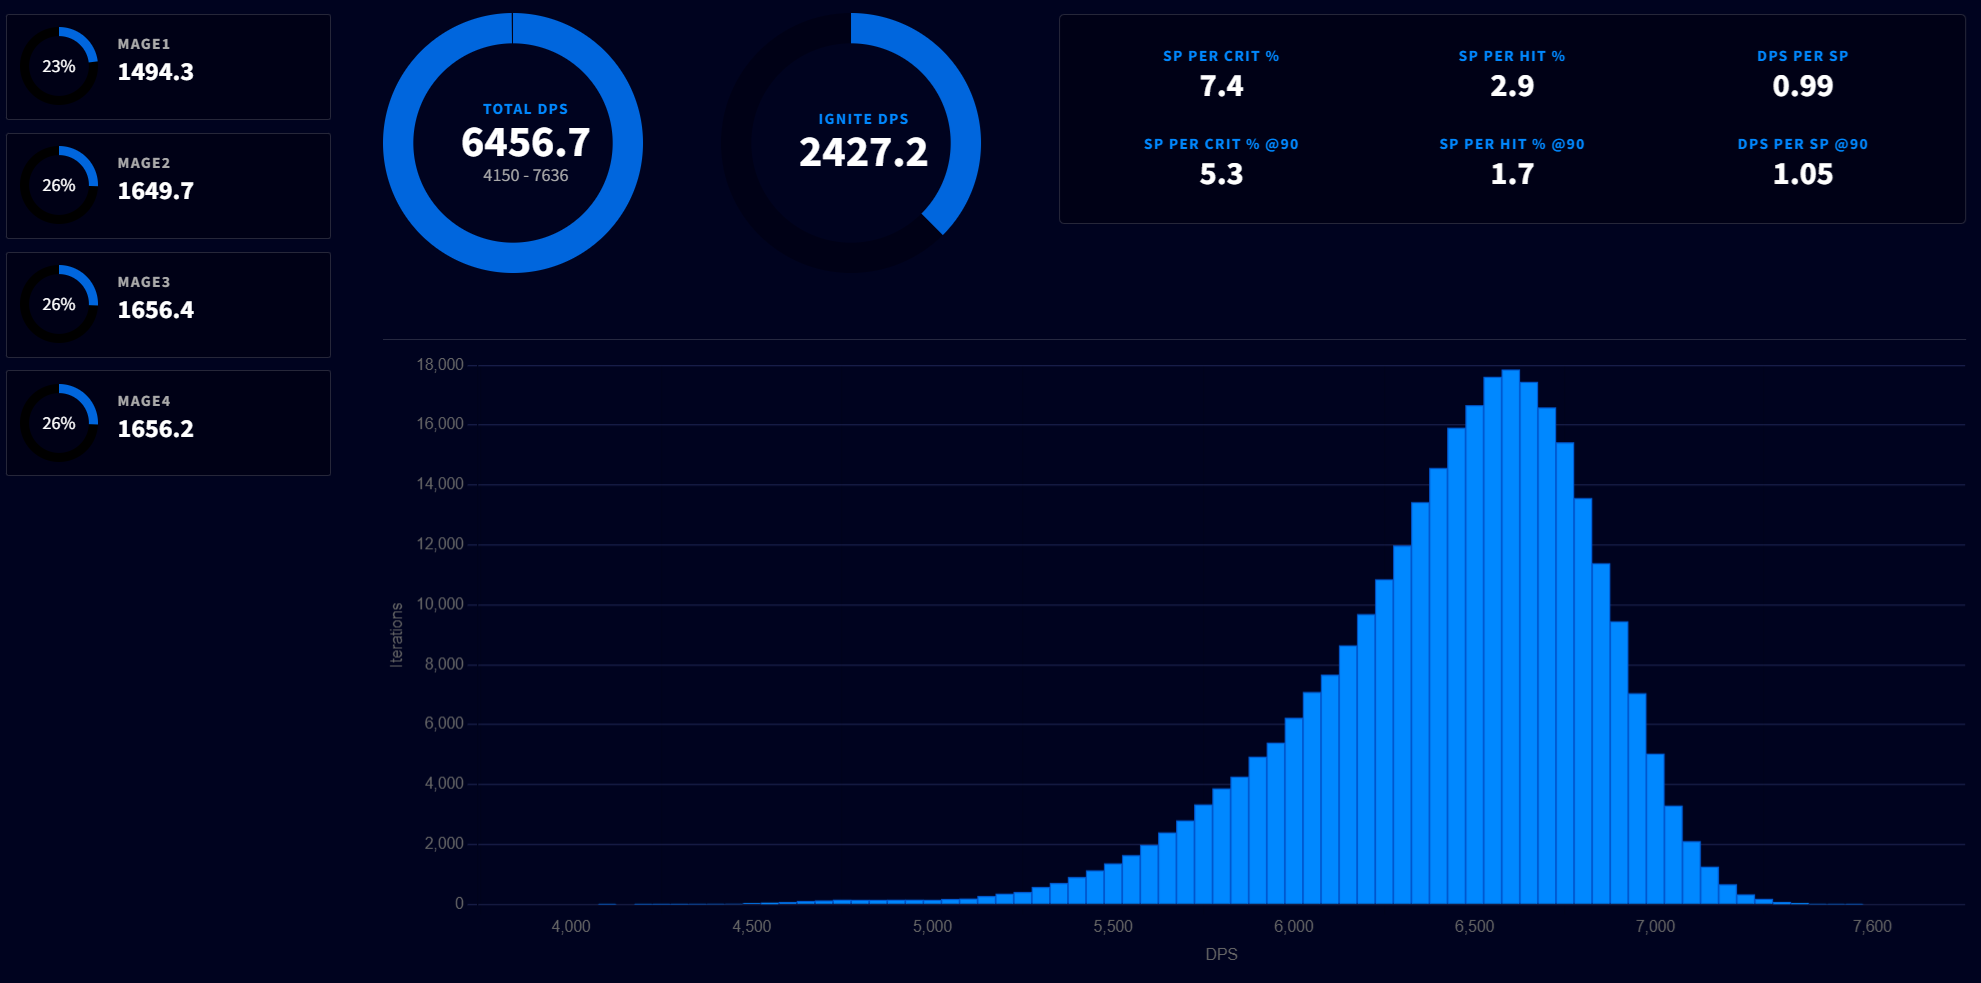 23%
MAGE1
1494.3
26%
MAGE2
1649.7
26%
MAGE3
1656.4
26%
MAGE4
1656.2
TOTAL DPS
6456.7
4150 - 7636
IGNITE DPS
2427.2
SP PER CRIT %
7.4
SP PER HIT %
2.9
DPS PER SP
0.99
SP PER CRIT % @90
5.3
SP PER HIT % @90
1.7
DPS PER SP @90
1.05
18,000
16,000
14,000
12,000
10,000
8,000
6,000
4,000
2,000
0
Iterations
4,000
4,500
5,000
5,500
6,000
6,500
7,000
7,600
DPS